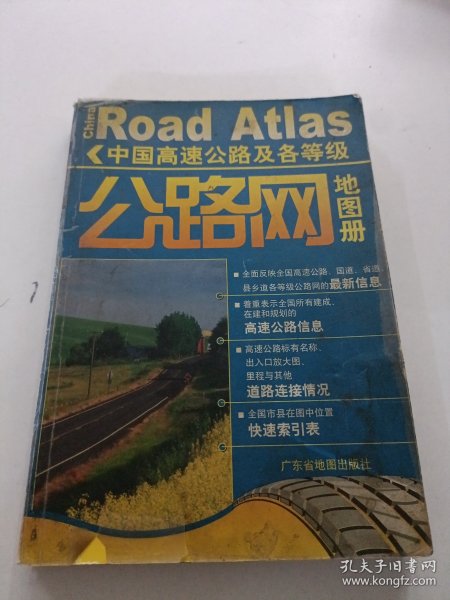 China
Road Atlas
中国高速公路及各等级
公路网
地图册
全面反映全国高速公路、国道、省道
县乡道各等级公路网的最新信息
着重表示全国所有建成、
在建和规划的
高速公路信息
高速公路标有名称、
出入口放大图、
里程与其他
道路连接情况
全国市县在图中位置
快速索引表
广东省地图出版社
孔夫子旧书网
www.kongfz.com